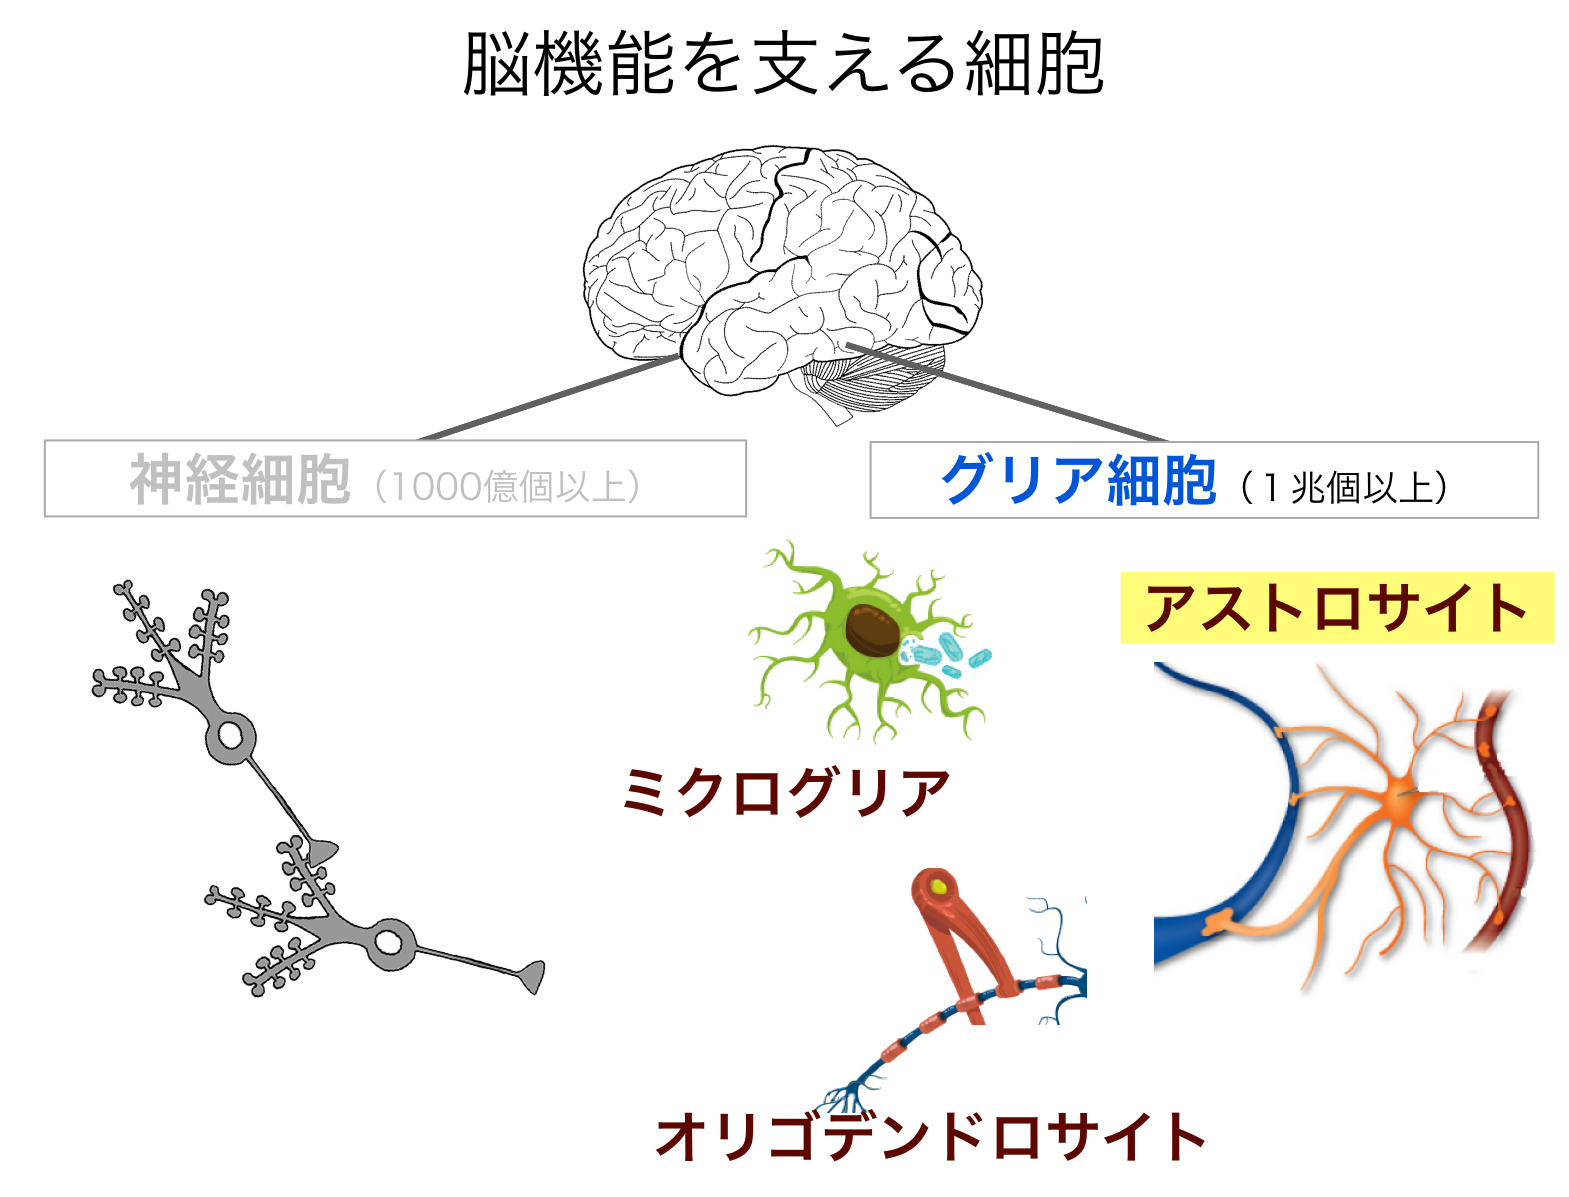 脳機能を支える細胞
神経細胞（1000億個以上）
グリア細胞（１兆個以上）
アストロサイト
ミクログリア
オリゴデンドロサイト